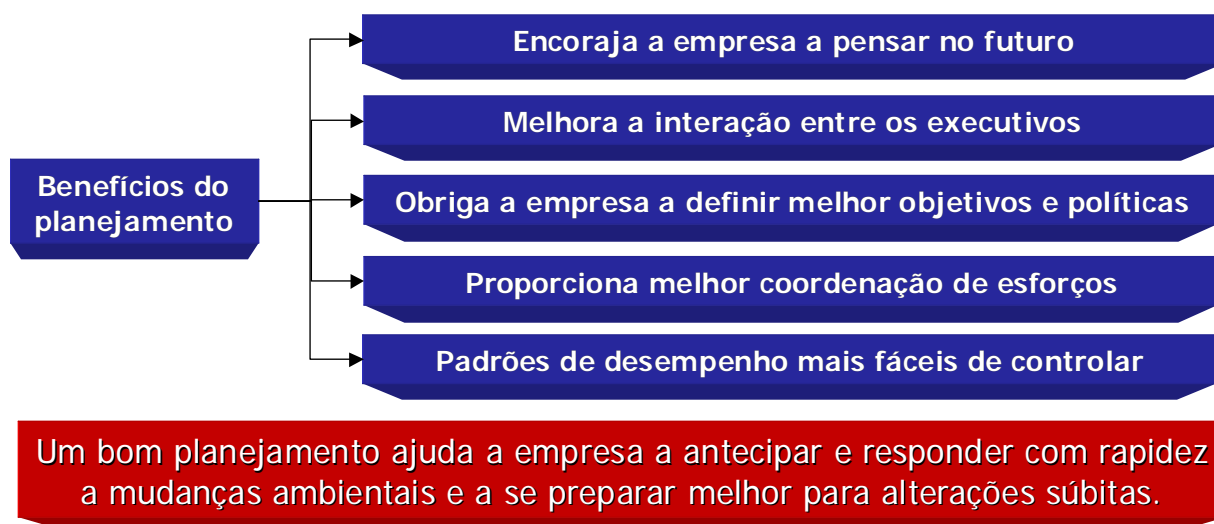 Encoraja a empresa a pensar no futuro
Melhora a interação entre os executivos
Benefícios do
planejamento
Obriga a empresa a definir melhor objetivos e políticas
Proporciona melhor coordenação de esforços
Padrões de desempenho mais fáceis de controlar
Um bom planejamento ajuda a empresa a antecipar e responder com rapidez
a mudanças ambientais e a se preparar melhor para alterações súbitas.